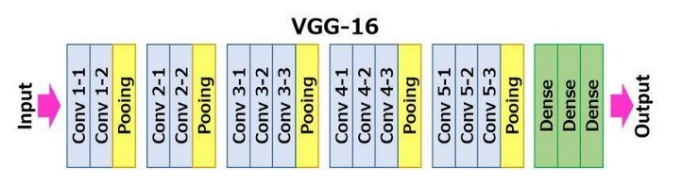 VGG-16
Input
Conv 1-1
Conv 1-2
Pooing
Conv 2-1
Conv 2-2
Pooing
Conv 3-1
Conv 3-2
Conv 3-3
Pooing
Conv 4-1
Conv 4-2
Conv 4-3
Pooing
Conv 5-1
Conv 5-2
Conv 5-3
Pooing
Dense
Dense
Dense
Output